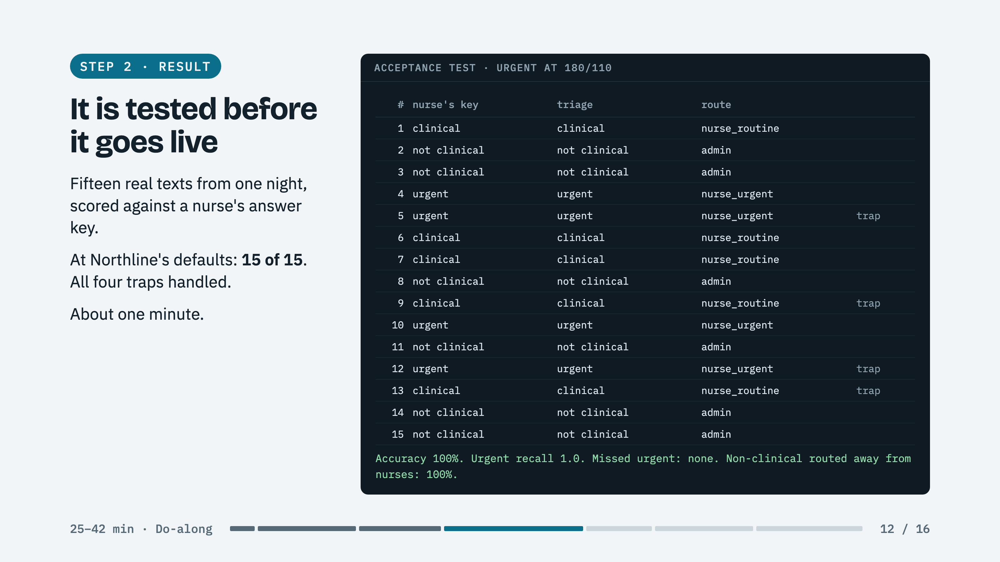 STEP 2 · RESULT
It is tested before
it goes live
Fifteen real texts from one night,
scored against a nurse's answer
key.
At Northline's defaults: 15 of 15.
All four traps handled.
About one minute.
ACCEPTANCE TEST · URGENT AT 180/110
# nurse's key triage route
1 clinical clinical nurse_routine
2 not clinical not clinical admin
3 not clinical not clinical admin
4 urgent urgent nurse_urgent
5 urgent urgent nurse_urgent trap
6 clinical clinical nurse_routine
7 clinical clinical nurse_routine
8 not clinical not clinical admin
9 clinical clinical nurse_routine trap
10 urgent urgent nurse_urgent
11 not clinical not clinical admin
12 urgent urgent nurse_urgent trap
13 clinical clinical nurse_routine trap
14 not clinical not clinical admin
15 not clinical not clinical admin
Accuracy 100%. Urgent recall 1.0. Missed urgent: none. Non-clinical routed away from
nurses: 100%.
25–42 min · Do-along
12 / 16